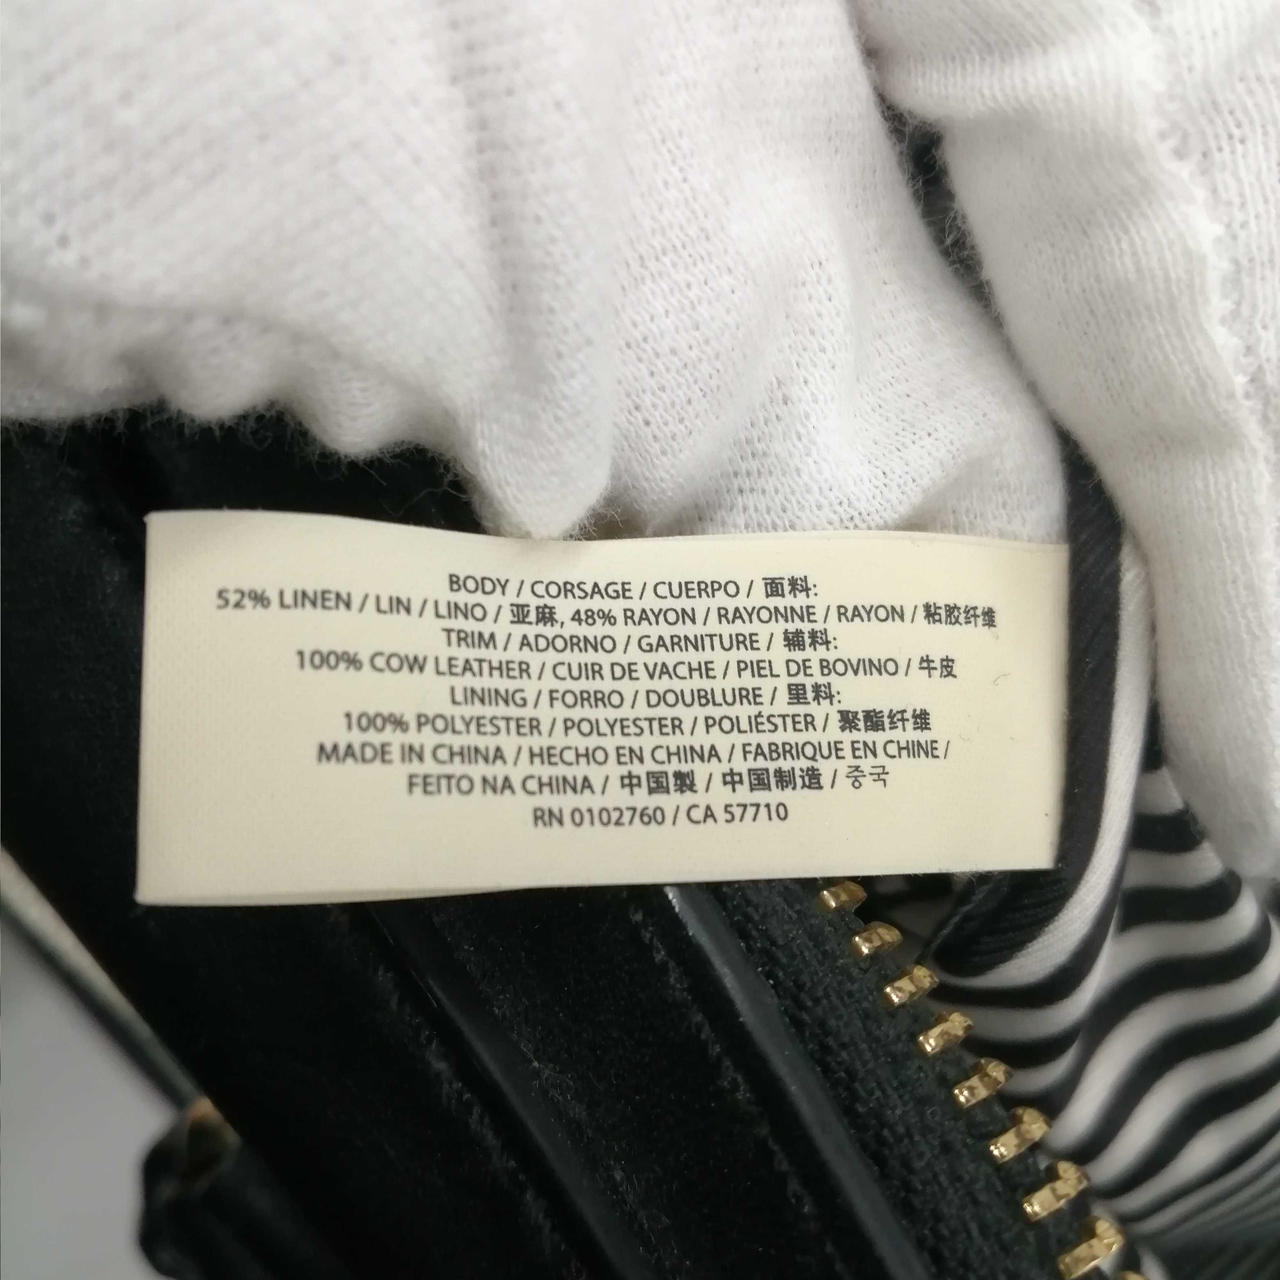 BODY / CORSAGE / CUERPO / 面料:
52% LINEN / LIN / LINO / 亚麻, 48% RAYON / RAYONNE / RAYON / 粘胶纤维
TRIM / ADORNO / GARNITURE / 辅料:
100% COW LEATHER / CUIR DE VACHE / PIEL DE BOVINO / 牛皮
LINING / FORRO / DOUBLURE / 里料:
100% POLYESTER / POLYESTER / POLIÉSTER / 聚酯纤维
MADE IN CHINA / HECHO EN CHINA / FABRIQUE EN CHINE /
FEITO NA CHINA / 中国製 / 中国制造 / 중국
RN 0102760 / CA 57710